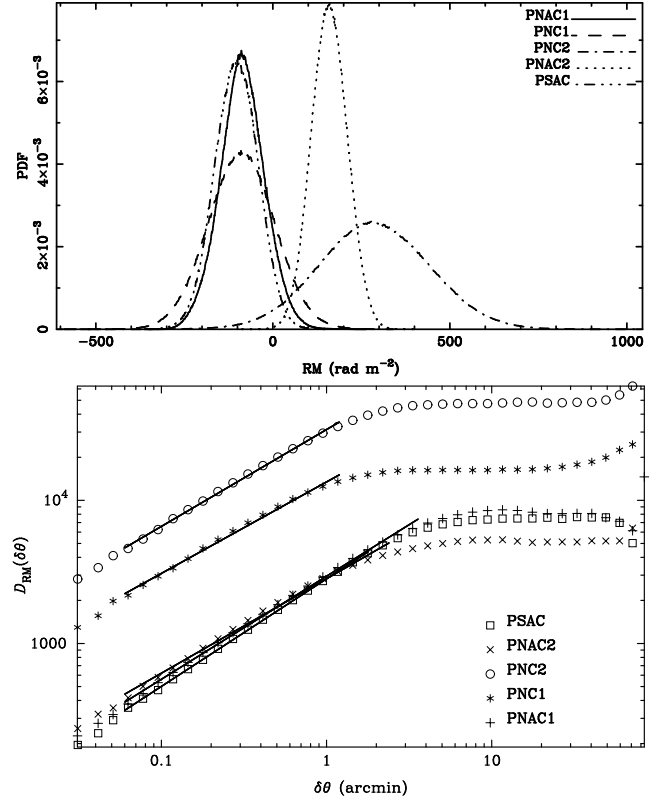 PNAC1
PNC1
PNC2
PNAC2
PSAC
PDF
6×10⁻³
4×10⁻³
2×10⁻³
0
−500
0
500
1000
RM (rad m⁻²)
D_RM(δθ)
10⁴
1000
PSAC
PNAC2
PNC2
PNC1
PNAC1
0.1
1
10
δθ (arcmin)